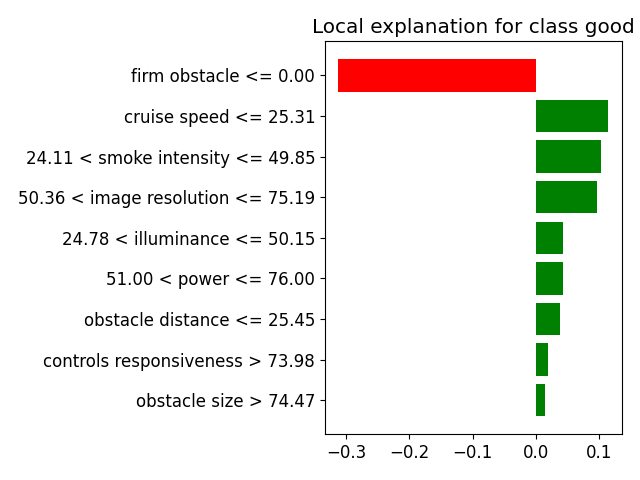 Local explanation for class good
firm obstacle <= 0.00
cruise speed <= 25.31
24.11 < smoke intensity <= 49.85
50.36 < image resolution <= 75.19
24.78 < illuminance <= 50.15
51.00 < power <= 76.00
obstacle distance <= 25.45
controls responsiveness > 73.98
obstacle size > 74.47
−0.3 −0.2 −0.1 0.0 0.1